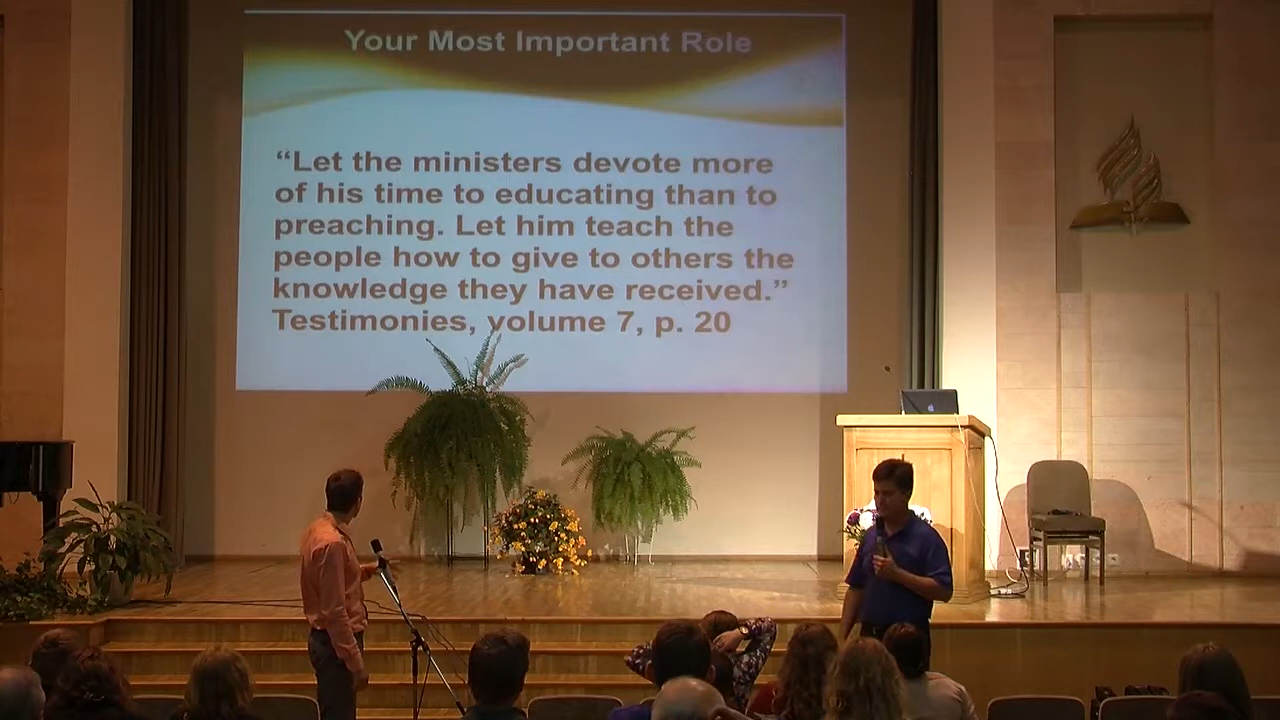 Your Most Important Role
“Let the ministers devote more
of his time to educating than to
preaching. Let him teach the
people how to give to others the
knowledge they have received.”
Testimonies, volume 7, p. 20